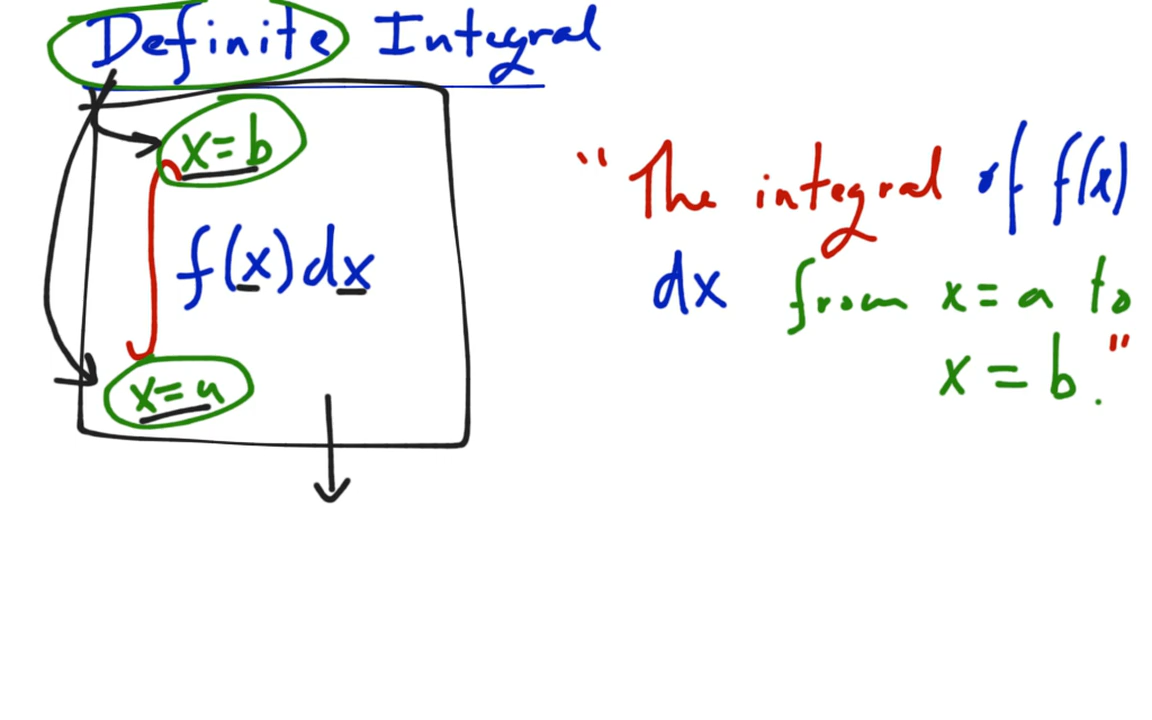 Definite Integral
x=b
∫ f(x)dx
x=a
"The integral of f(x)
dx from x=a to
x=b."